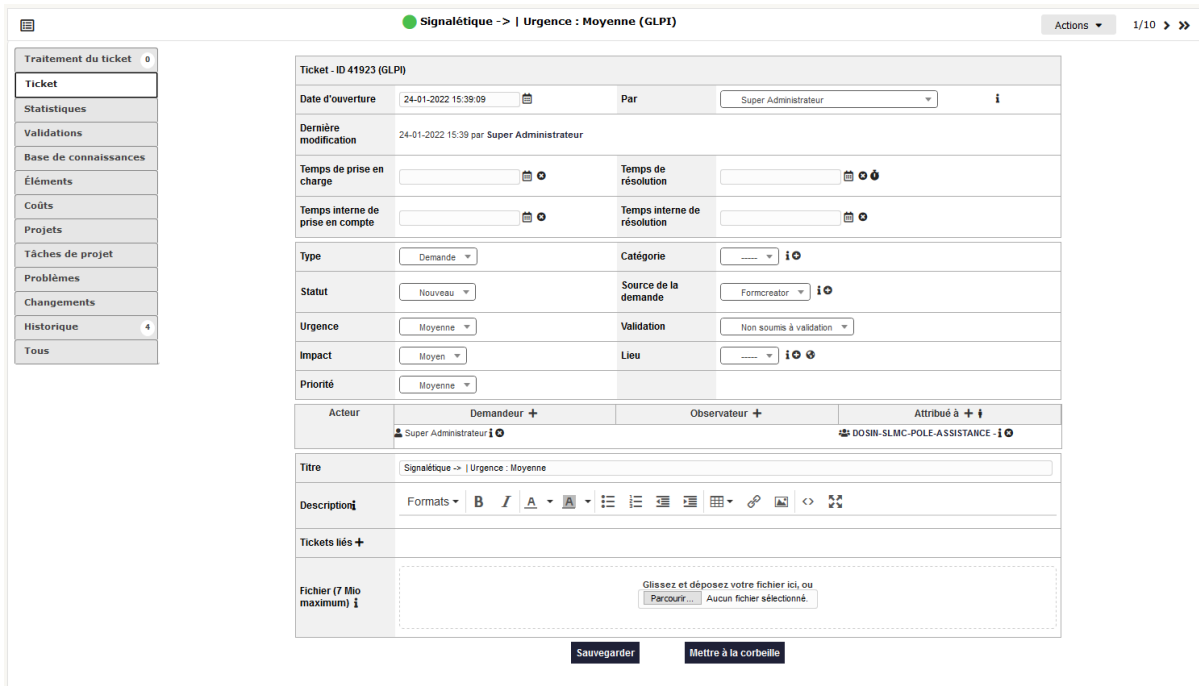 Signalétique -> | Urgence : Moyenne (GLPI)
Actions
1/10
Traitement du ticket 0
Ticket
Statistiques
Validations
Base de connaissances
Éléments
Coûts
Projets
Tâches de projet
Problèmes
Changements
Historique 4
Tous
Ticket - ID 41923 (GLPI)
Date d'ouverture 24-01-2022 15:39:09 Par Super Administrateur
Dernière
modification 24-01-2022 15:39 par Super Administrateur
Temps de prise en
charge
Temps de
résolution
Temps interne de
prise en compte
Temps interne de
résolution
Type Demande Catégorie -----
Statut Nouveau
Source de la
demande Formcreator
Urgence Moyenne Validation Non soumis à validation
Impact Moyen Lieu -----
Priorité Moyenne
Acteur Demandeur + Observateur + Attribué à +
Super Administrateur DOSIN-SLMC-POLE-ASSISTANCE -
Titre Signalétique -> | Urgence : Moyenne
Description Formats B I A A
Tickets liés +
Fichier (7 Mio
maximum)
Glissez et déposez votre fichier ici, ou
Parcourir... Aucun fichier sélectionné.
Sauvegarder Mettre à la corbeille